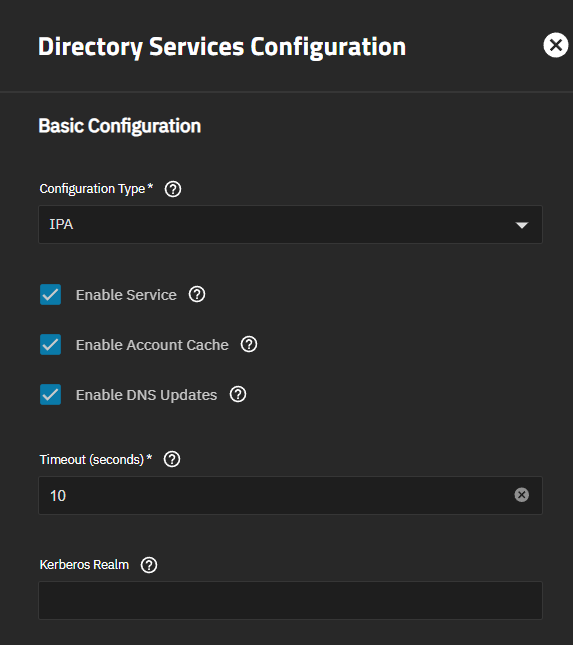 Directory Services Configuration
Basic Configuration
Configuration Type *
IPA
Enable Service
Enable Account Cache
Enable DNS Updates
Timeout (seconds) *
10
Kerberos Realm